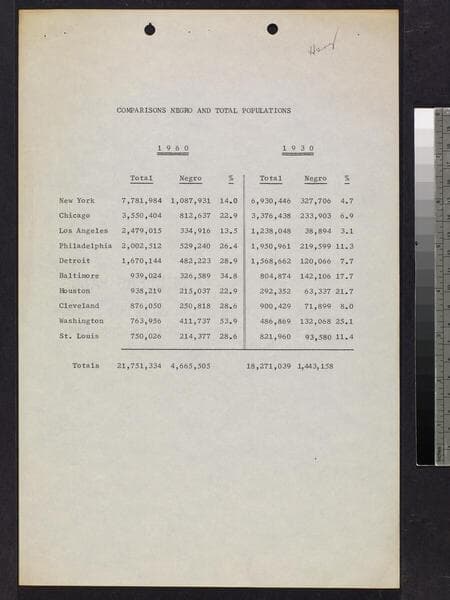 COMPARISONS NEGRO AND TOTAL POPULATIONS
1 9 6 0 1 9 3 0
Total Negro % Total Negro %
New York 7,781,984 1,087,931 14.0 6,930,446 327,706 4.7
Chicago 3,550,404 812,637 22.9 3,376,438 233,903 6.9
Los Angeles 2,479,015 334,916 13.5 1,238,048 38,894 3.1
Philadelphia 2,002,512 529,240 26.4 1,950,961 219,599 11.3
Detroit 1,670,144 482,223 28.9 1,568,662 120,066 7.7
Baltimore 939,024 326,589 34.8 804,874 142,106 17.7
Houston 938,219 215,037 22.9 292,352 63,337 21.7
Cleveland 876,050 250,818 28.6 900,429 71,899 8.0
Washington 763,956 411,737 53.9 486,869 132,068 25.1
St. Louis 750,026 214,377 28.6 821,960 93,580 11.4
Totals 21,751,334 4,665,505 18,271,039 1,443,158